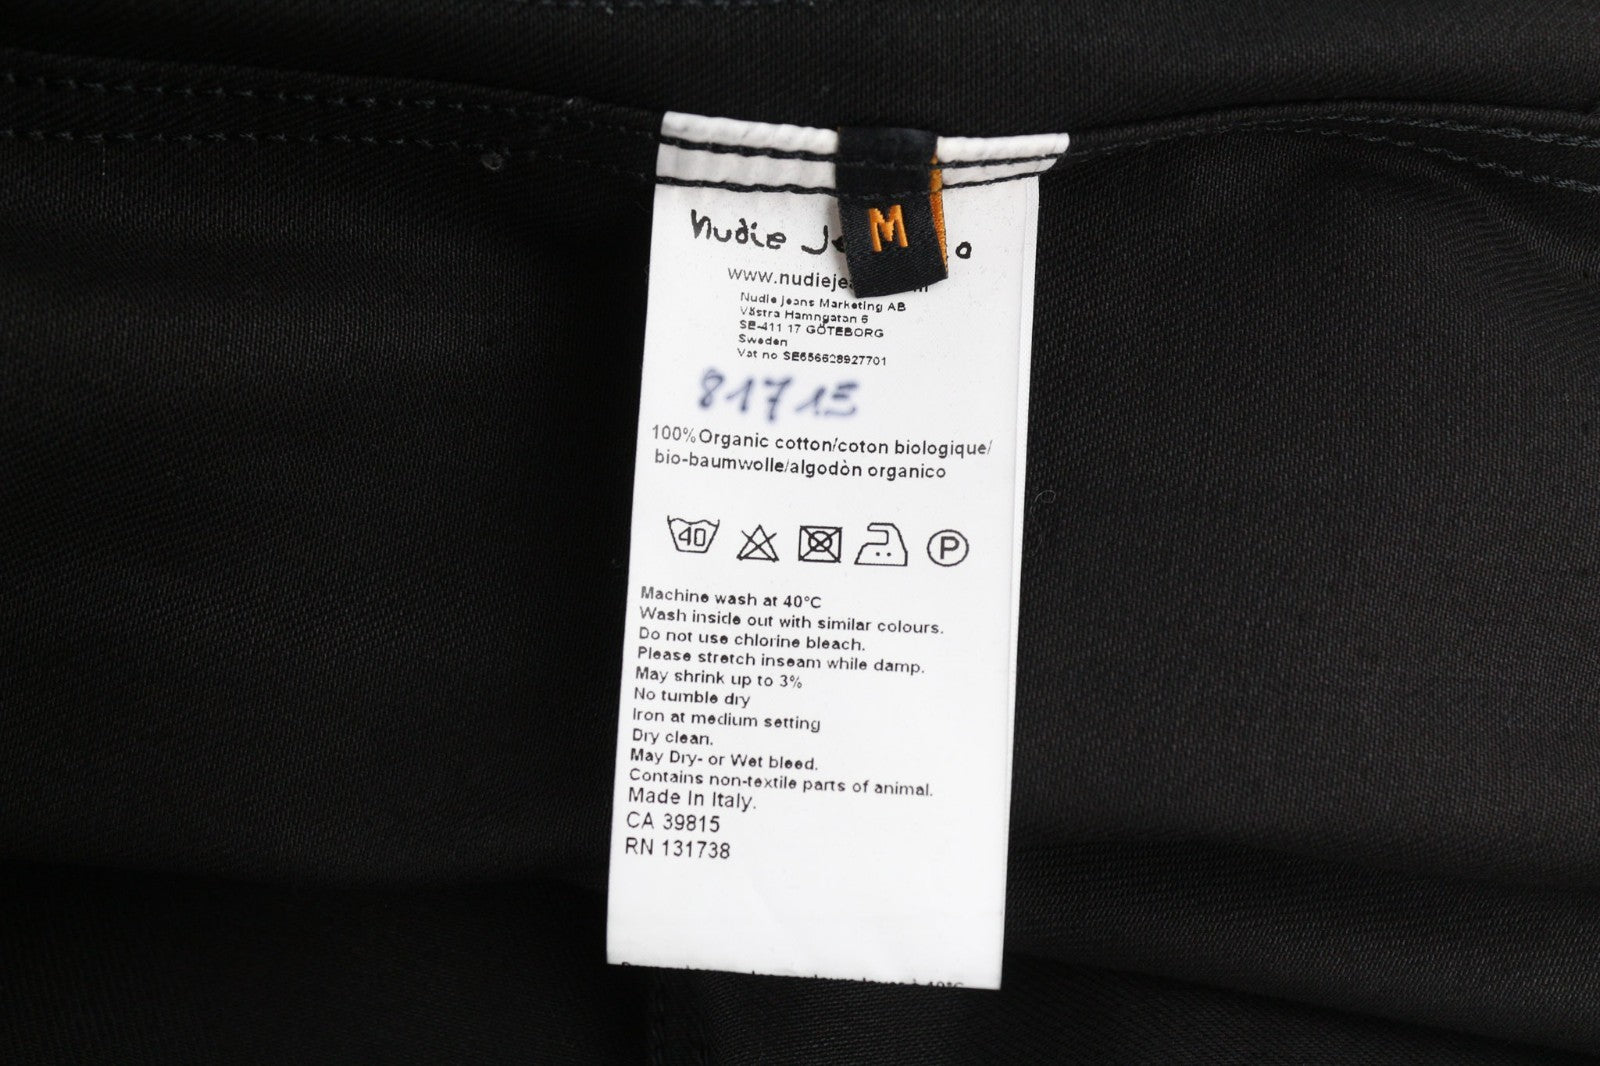 Nudie
M
www.nudieje
Nudie Jeans Marketing AB
Västra Hamngatan 6
SE-411 17 GÖTEBORG
Sweden
Vat no SE656628927701
100%Organic cotton/coton biologique/
bio-baumwolle/algodòn organico
40
P
Machine wash at 40°C
Wash inside out with similar colours.
Do not use chlorine bleach.
Please stretch inseam while damp.
May shrink up to 3%
No tumble dry
Iron at medium setting
Dry clean.
May Dry- or Wet bleed.
Contains non-textile parts of animal.
Made In Italy.
CA 39815
RN 131738